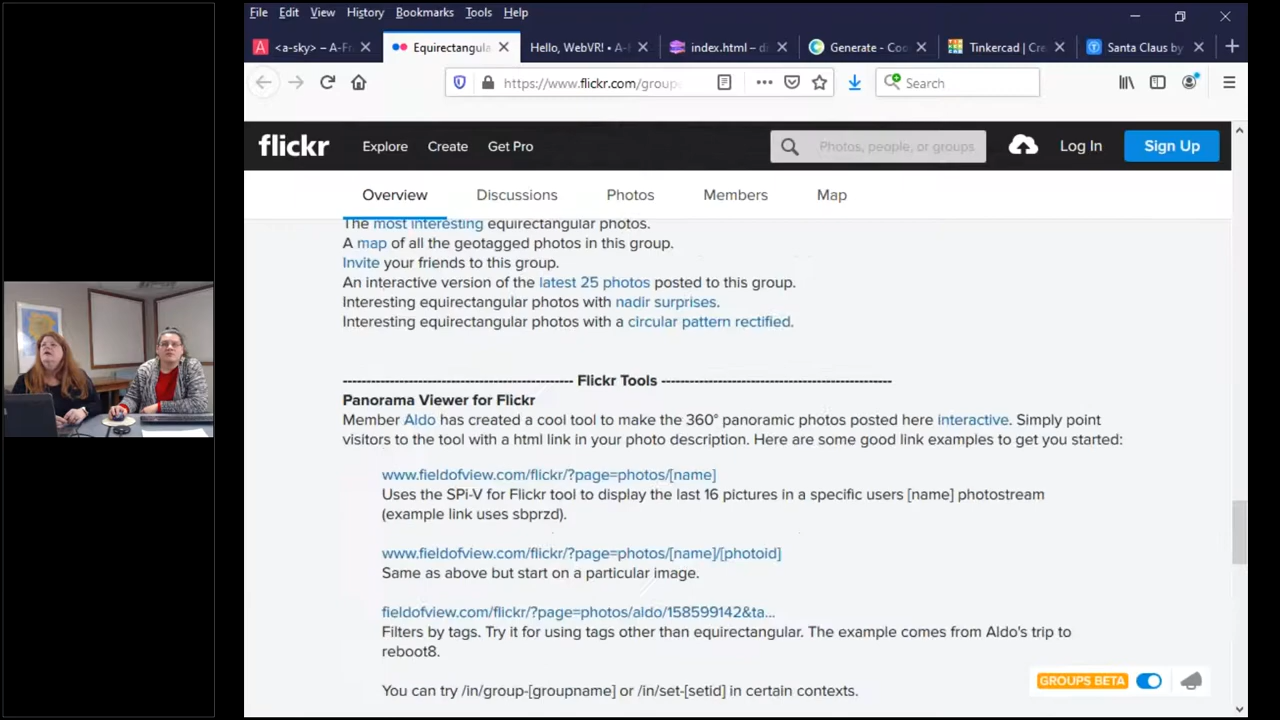 File Edit View History Bookmarks Tools Help
<a-sky> – A-Fr Equirectangula Hello, WebVR! • A- index.html – di Generate - Coo Tinkercad | Cre Santa Claus by
https://www.flickr.com/group Search
flickr Explore Create Get Pro Photos, people, or groups Log In Sign Up
Overview Discussions Photos Members Map
The most interesting equirectangular photos.
A map of all the geotagged photos in this group.
Invite your friends to this group.
An interactive version of the latest 25 photos posted to this group.
Interesting equirectangular photos with nadir surprises.
Interesting equirectangular photos with a circular pattern rectified.
------------------------------------------------ Flickr Tools ------------------------------------------------
Panorama Viewer for Flickr
Member Aldo has created a cool tool to make the 360° panoramic photos posted here interactive. Simply point
visitors to the tool with a html link in your photo description. Here are some good link examples to get you started:
www.fieldofview.com/flickr/?page=photos/[name]
Uses the SPi-V for Flickr tool to display the last 16 pictures in a specific users [name] photostream
(example link uses sbprzd).
www.fieldofview.com/flickr/?page=photos/[name]/[photoid]
Same as above but start on a particular image.
fieldofview.com/flickr/?page=photos/aldo/158599142&ta...
Filters by tags. Try it for using tags other than equirectangular. The example comes from Aldo's trip to
reboot8.
You can try /in/group-[groupname] or /in/set-[setid] in certain contexts.
GROUPS BETA